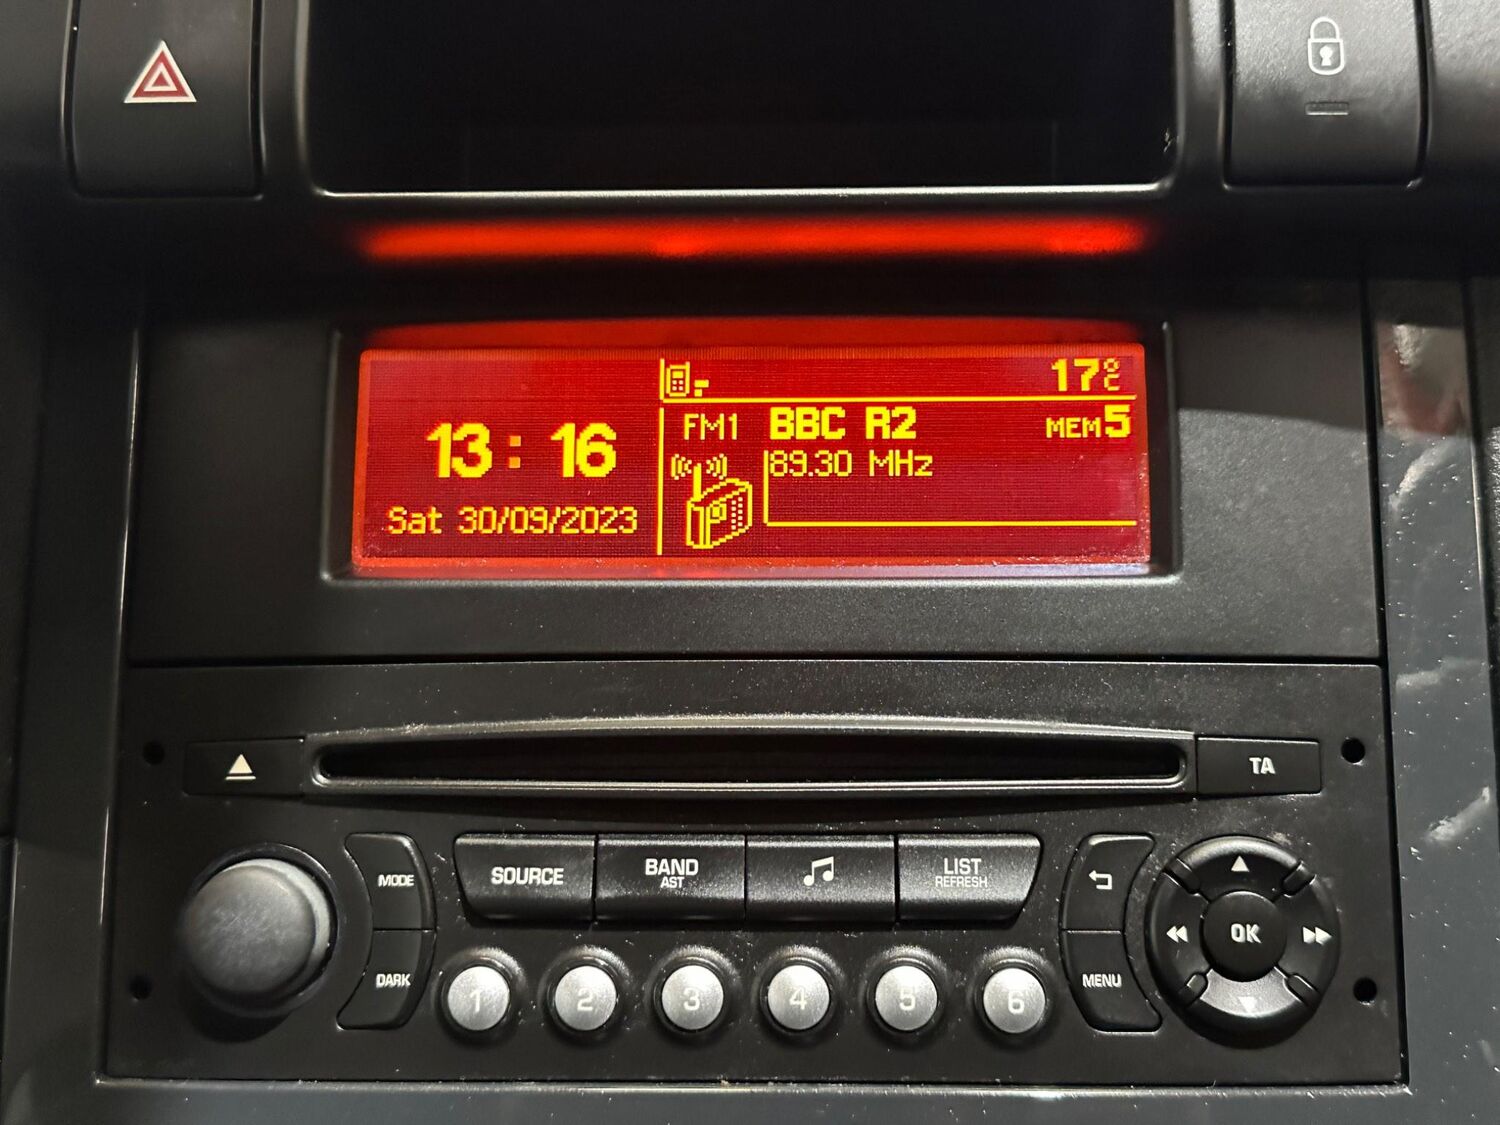 17°C
FM1 BBC R2 MEM5
13:16
89.30 MHz
Sat 30/09/2023
TA
MODE
SOURCE
BAND
AST
LIST
REFRESH
OK
DARK
1 2 3 4 5 6
MENU